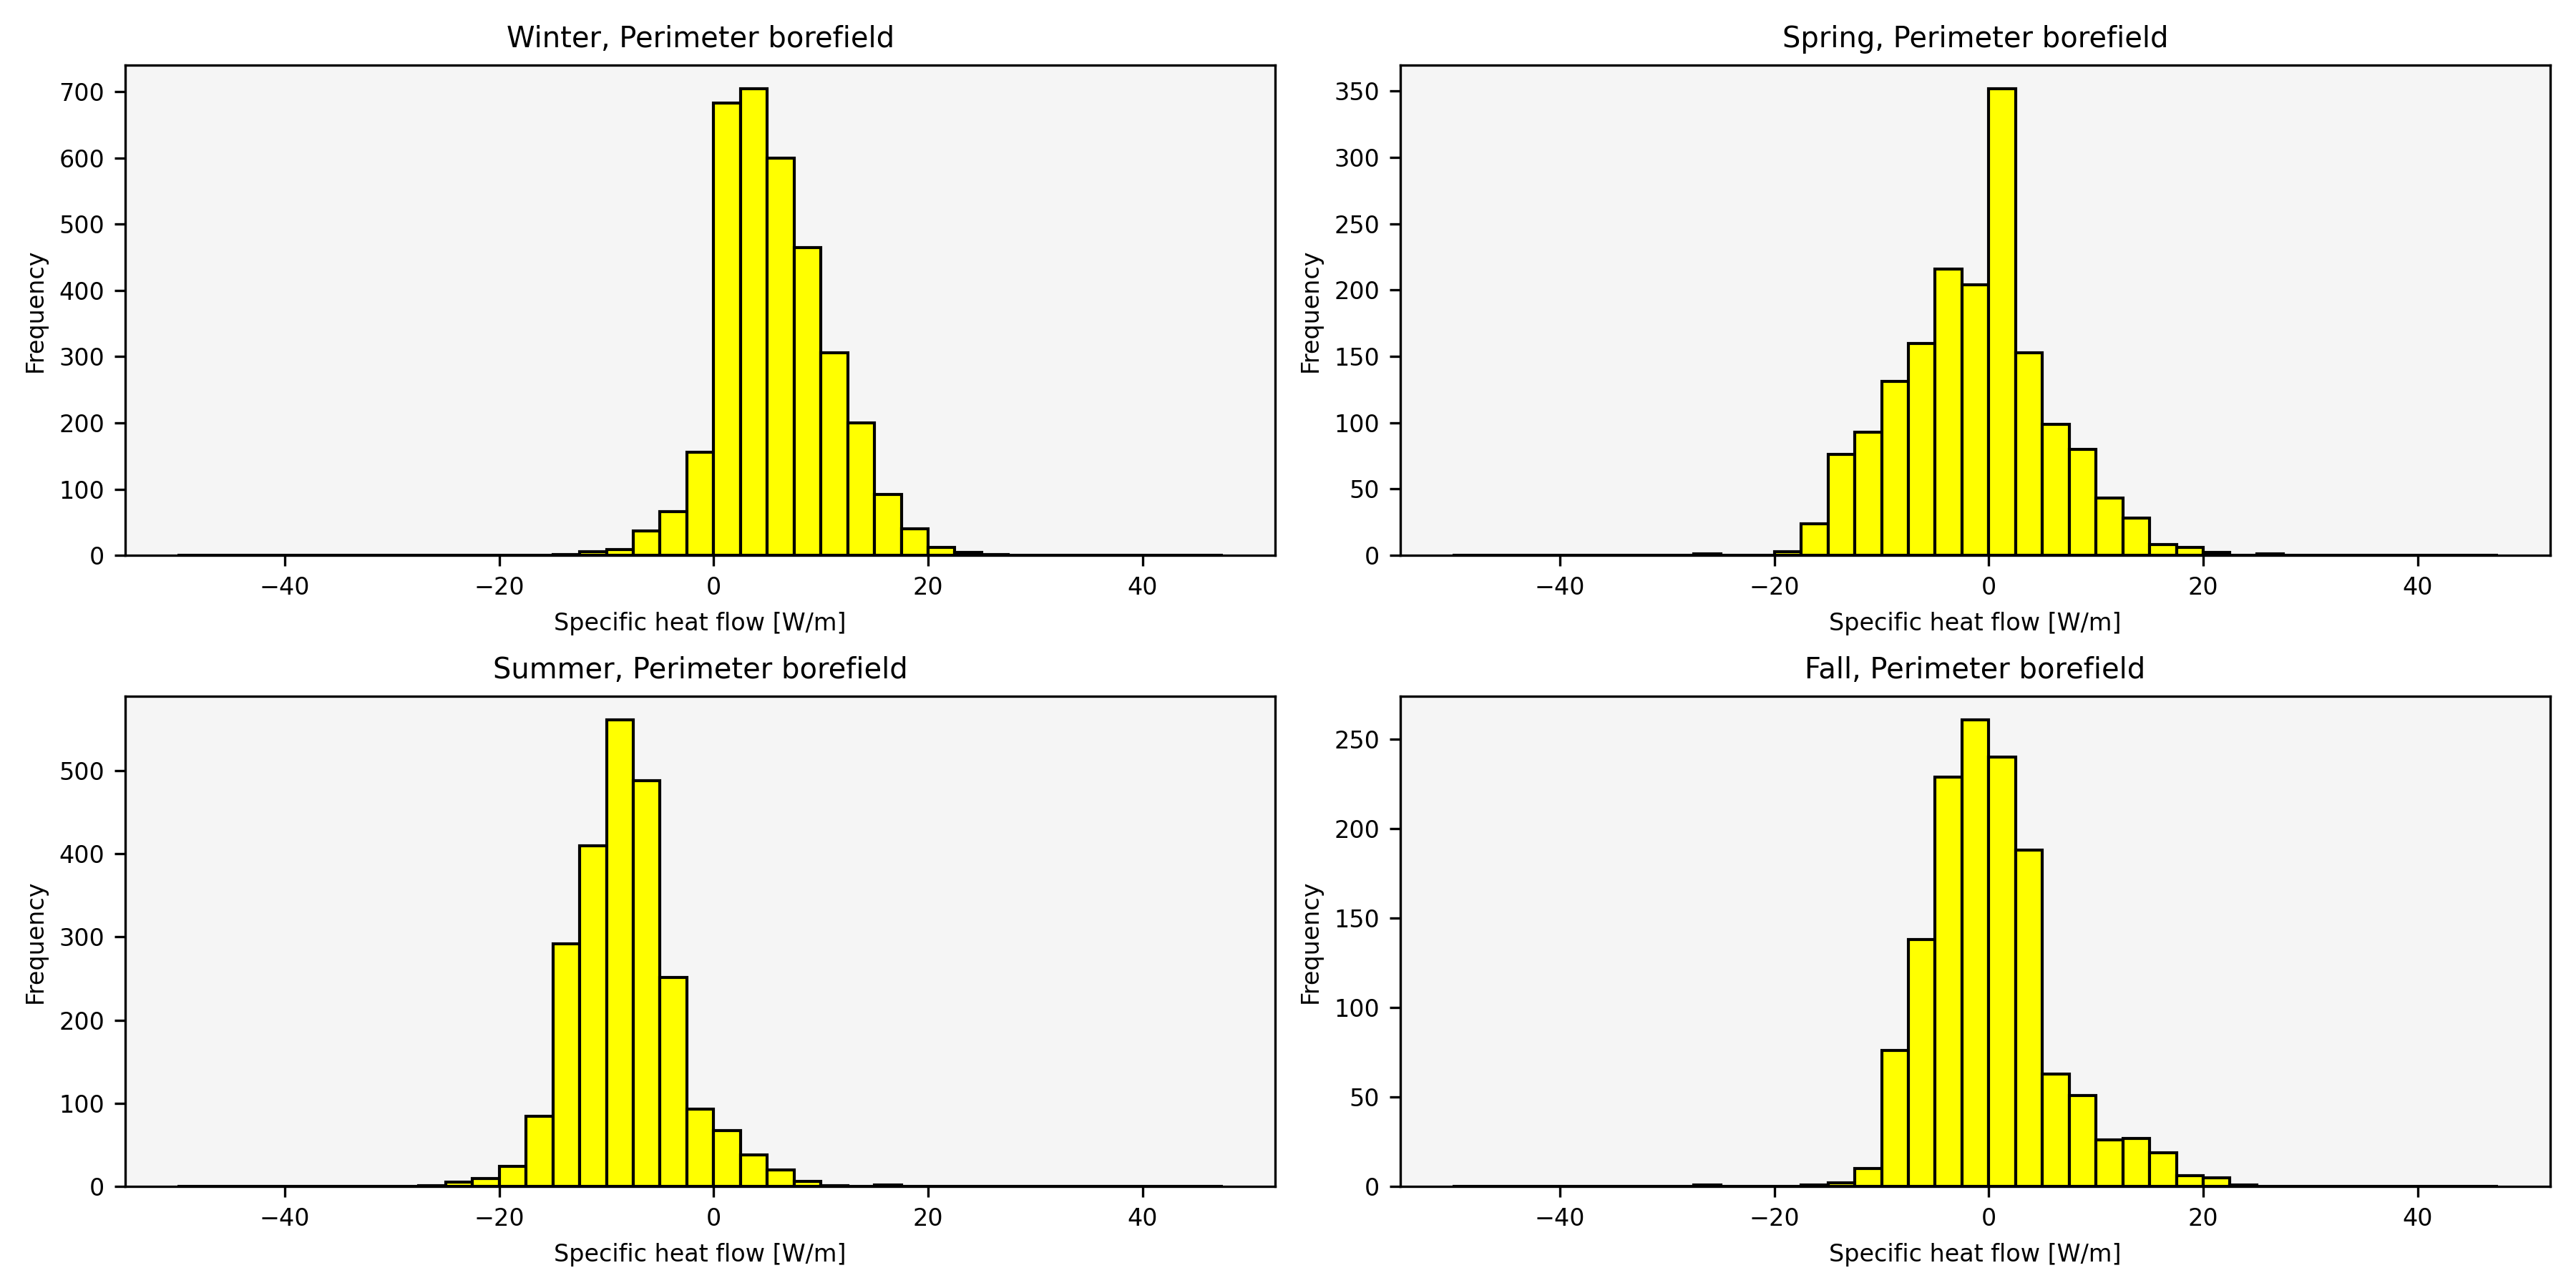 Winter, Perimeter borefield
700
600
500
400
300
200
100
0
Frequency
−40 −20 0 20 40
Specific heat flow [W/m]
Spring, Perimeter borefield
350
300
250
200
150
100
50
0
Frequency
−40 −20 0 20 40
Specific heat flow [W/m]
Summer, Perimeter borefield
500
400
300
200
100
0
Frequency
−40 −20 0 20 40
Specific heat flow [W/m]
Fall, Perimeter borefield
250
200
150
100
50
0
Frequency
−40 −20 0 20 40
Specific heat flow [W/m]